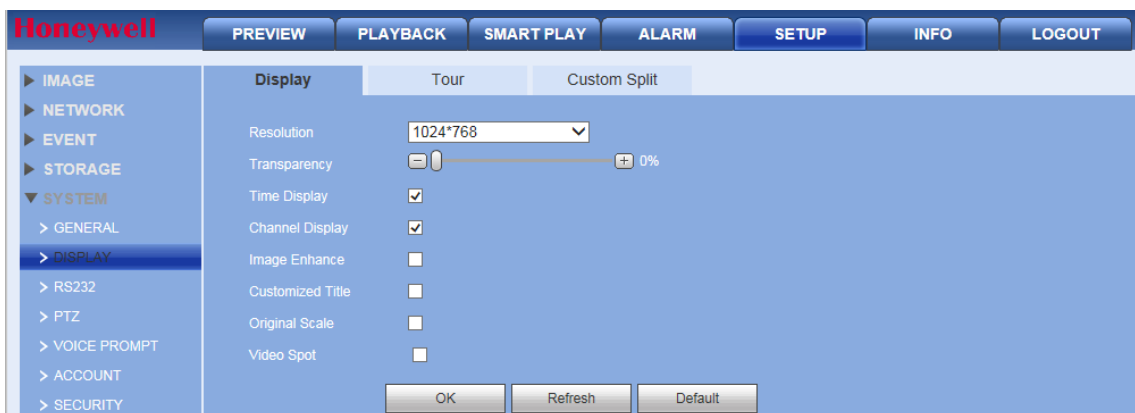 Honeywell
PREVIEW PLAYBACK SMART PLAY ALARM SETUP INFO LOGOUT
IMAGE
NETWORK
EVENT
STORAGE
SYSTEM
GENERAL
DISPLAY
RS232
PTZ
VOICE PROMPT
ACCOUNT
SECURITY
Display Tour Custom Split
Resolution 1024*768
Transparency 0%
Time Display
Channel Display
Image Enhance
Customized Title
Original Scale
Video Spot
OK Refresh Default